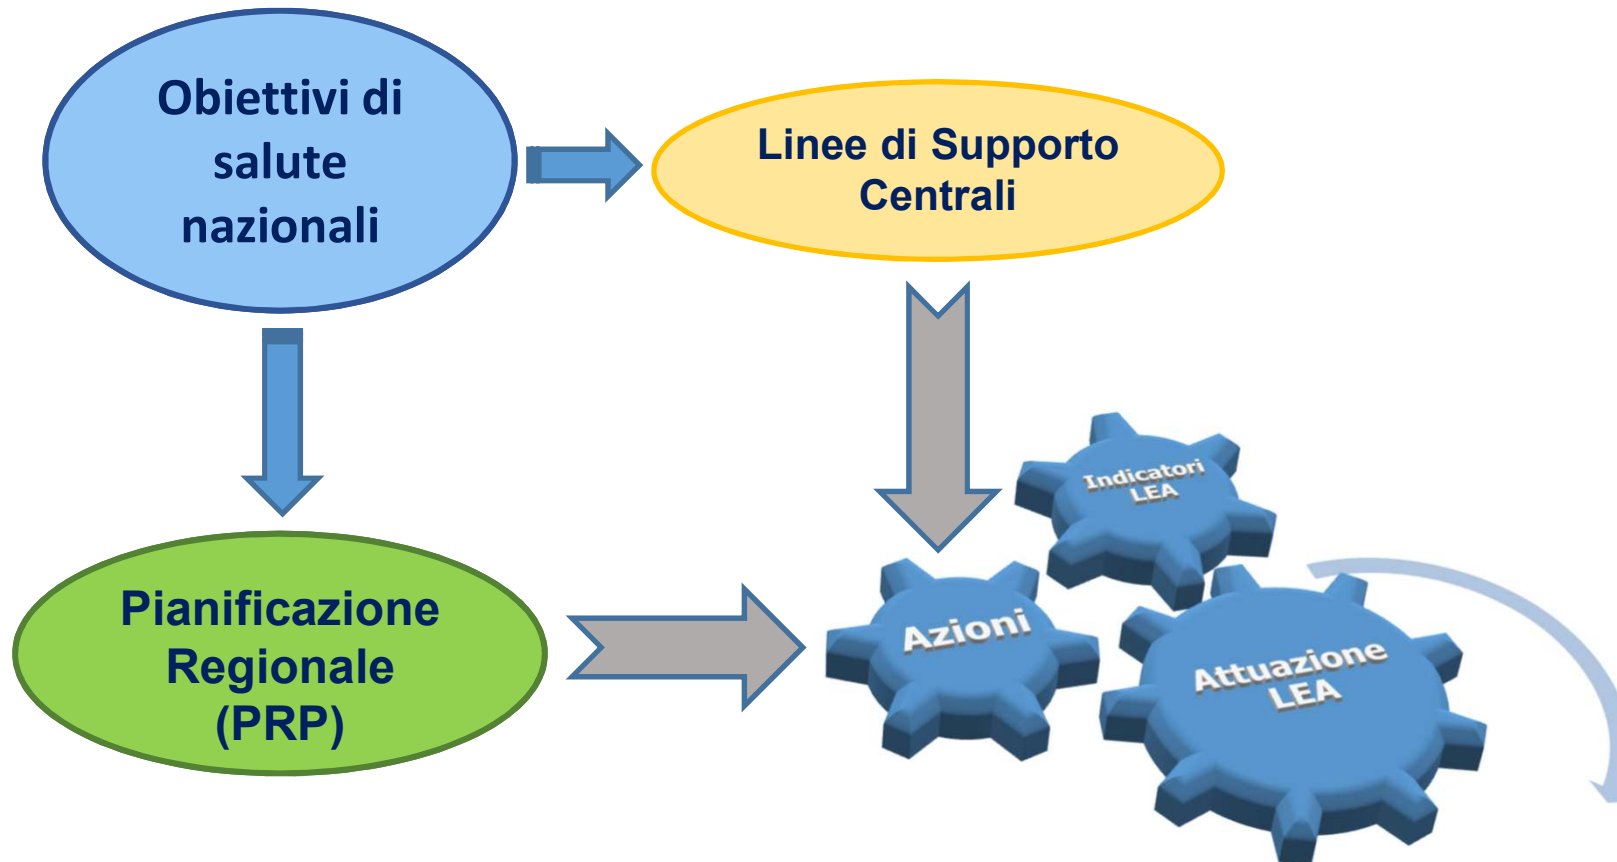 Obiettivi di
salute
nazionali
Linee di Supporto
Centrali
Pianificazione
Regionale
(PRP)
Indicatori
LEA
Azioni
Attuazione
LEA